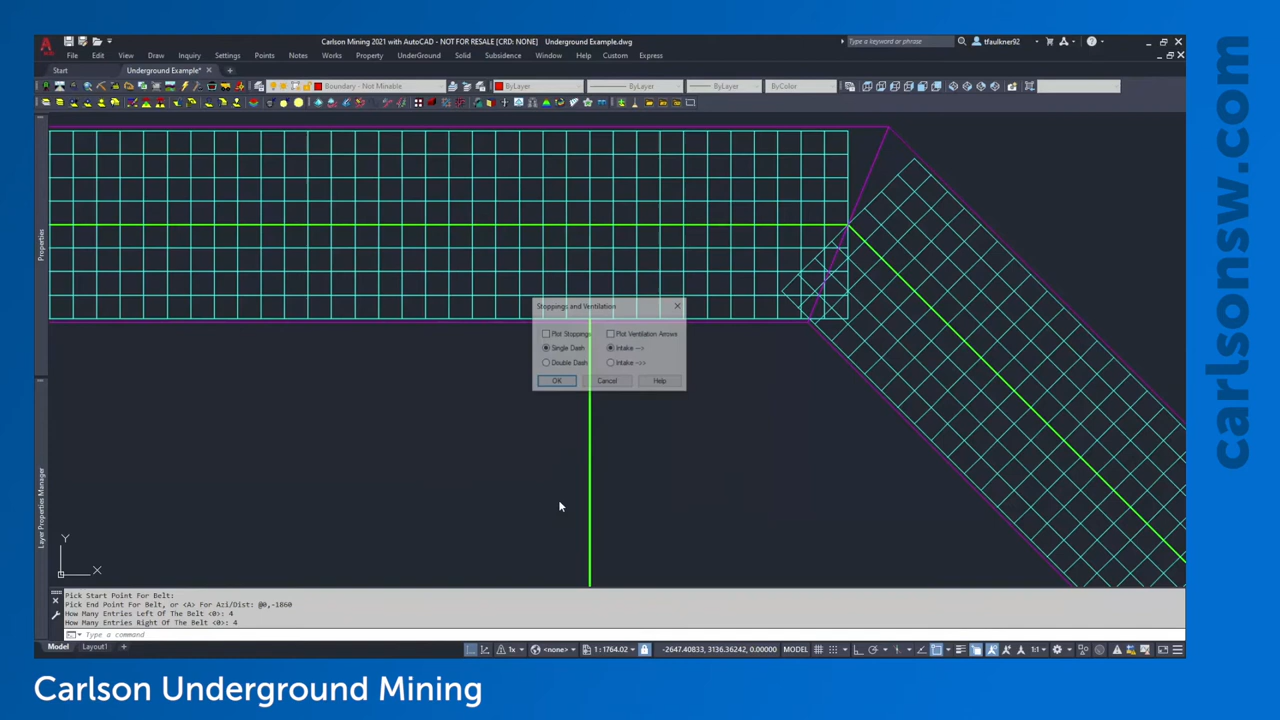 Carlson Mining 2021 with AutoCAD - NOT FOR RESALE [CRD: NONE] Underground Example.dwg
Type a keyword or phrase
tfaulkner92
File Edit View Draw Inquiry Settings Points Notes Works Property UnderGround Solid Subsidence Window Help Custom Express
Start
Underground Example*
Boundary - Not Minable
ByLayer
ByLayer
ByLayer
ByColor
Properties
Layer Properties Manager
Stoppings and Ventilation
Plot Stoppings
Plot Ventilation Arrows
Single Dash
Intake -->
Double Dash
Intake ->>
OK Cancel Help
Y
X
Pick Start Point For Belt:
Pick End Point For Belt, or <A> For Azi/Dist: @0,-1860
How Many Entries Left Of The Belt <0>: 4
How Many Entries Right Of The Belt <0>: 4
Type a command
Model Layout1
1x
<none>
1:1764.02
-2647.40833, 3136.36242, 0.00000
MODEL
1:1
Carlson Underground Mining
carlsonsw.com